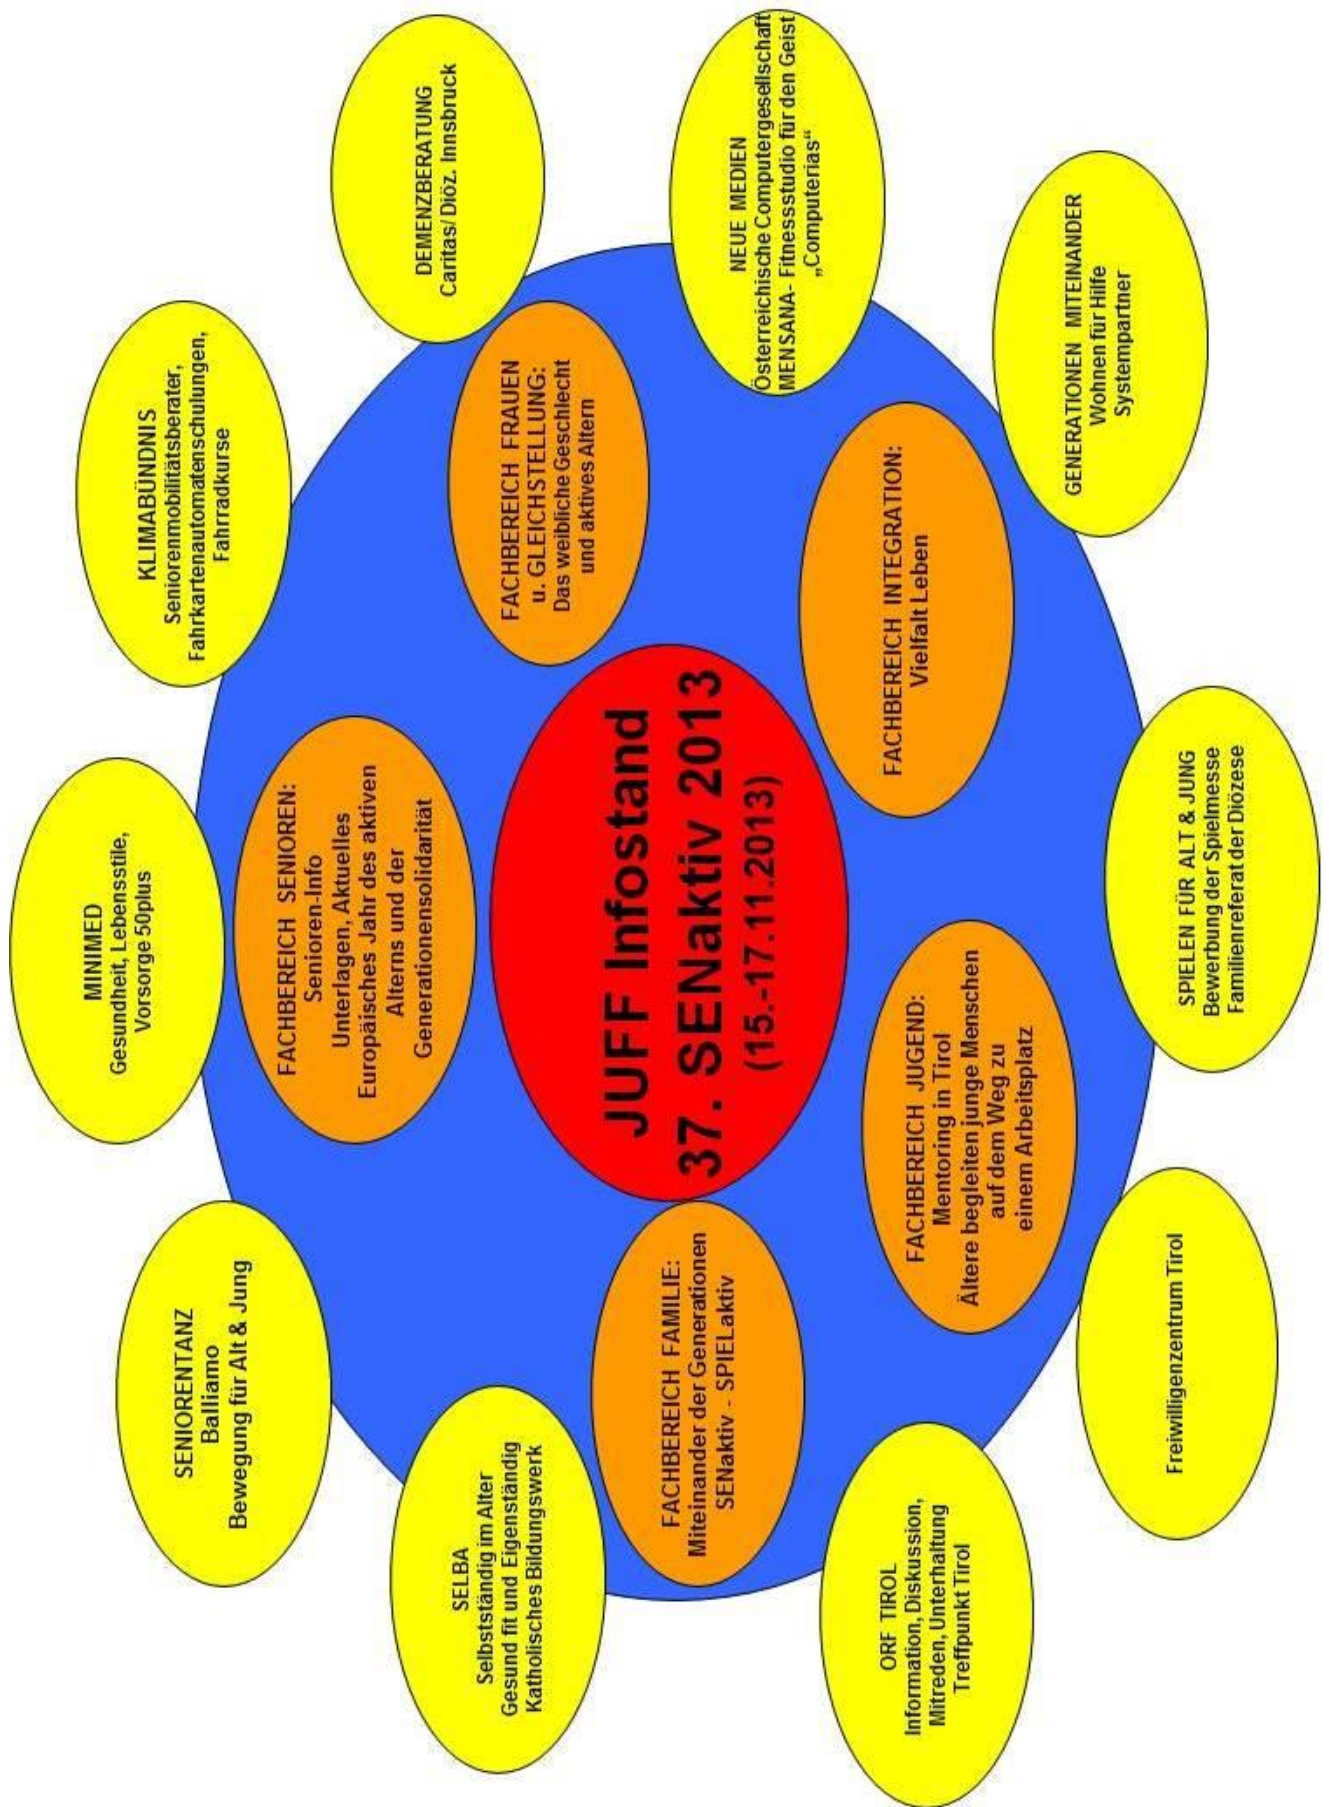 MINIMED
Gesundheit, Lebensstile,
Vorsorge 50plus
KLIMABÜNDNIS
Seniorenmobilitätsberater,
Fahrkartenautomatenschulungen,
Fahrradkurse
DEMENZBERATUNG
Caritas/ Diöz. Innsbruck
NEUE MEDIEN
Österreichische Computergesellschaft
MENSANA- Fitnessstudio für den Geist
„Computerias“
GENERATIONEN MITEINANDER
Wohnen für Hilfe
Systempartner
SPIELEN FÜR ALT & JUNG
Bewerbung der Spielmesse
Familienreferat der Diözese
Freiwilligenzentrum Tirol
ORF TIROL
Information, Diskussion,
Mitreden, Unterhaltung
Treffpunkt Tirol
SELBA
Selbstständig im Alter
Gesund fit und Eigenständig
Katholisches Bildungswerk
SENIORENTANZ
Balliamo
Bewegung für Alt & Jung
FACHBEREICH SENIOREN:
Senioren-Info
Unterlagen, Aktuelles
Europäisches Jahr des aktiven
Alterns und der
Generationensolidarität
FACHBEREICH FRAUEN
u. GLEICHSTELLUNG:
Das weibliche Geschlecht
und aktives Altern
FACHBEREICH INTEGRATION:
Vielfalt Leben
FACHBEREICH JUGEND:
Mentoring in Tirol
Ältere begleiten junge Menschen
auf dem Weg zu
einem Arbeitsplatz
FACHBEREICH FAMILIE:
Miteinander der Generationen
SENaktiv - SPIELaktiv
JUFF Infostand
37. SENaktiv 2013
(15.-17.11.2013)